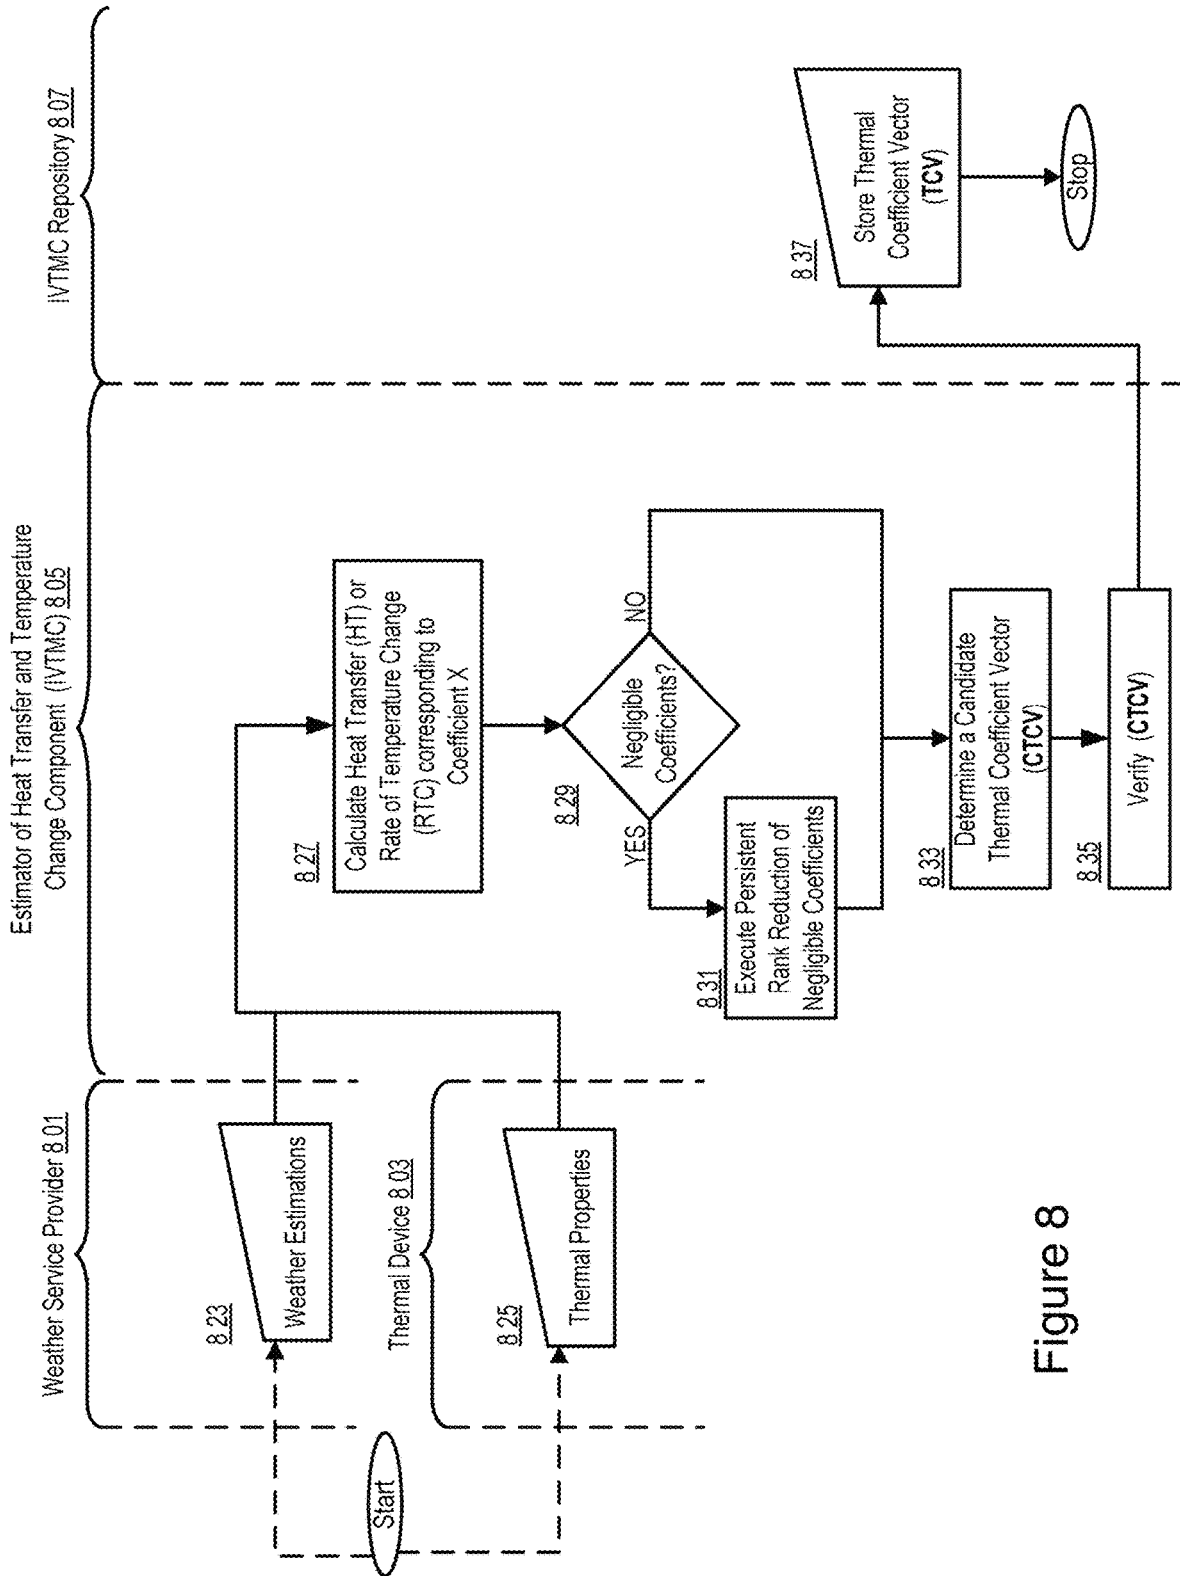 Weather Service Provider 8.01
Estimator of Heat Transfer and Temperature
Change Component (IVTMC) 8.05
IVTMC Repository 8.07
Start
8.23
Weather Estimations
Thermal Device 8.03
8.25
Thermal Properties
8.27
Calculate Heat Transfer (HT) or
Rate of Temperature Change
(RTC) corresponding to
Coefficient X
8.29
Negligible
Coefficients?
YES
NO
8.31
Execute Persistent
Rank Reduction of
Negligible Coefficients
8.33
Determine a Candidate
Thermal Coefficient Vector
(CTCV)
8.35
Verify (CTCV)
8.37
Store Thermal
Coefficient Vector
(TCV)
Stop
Figure 8